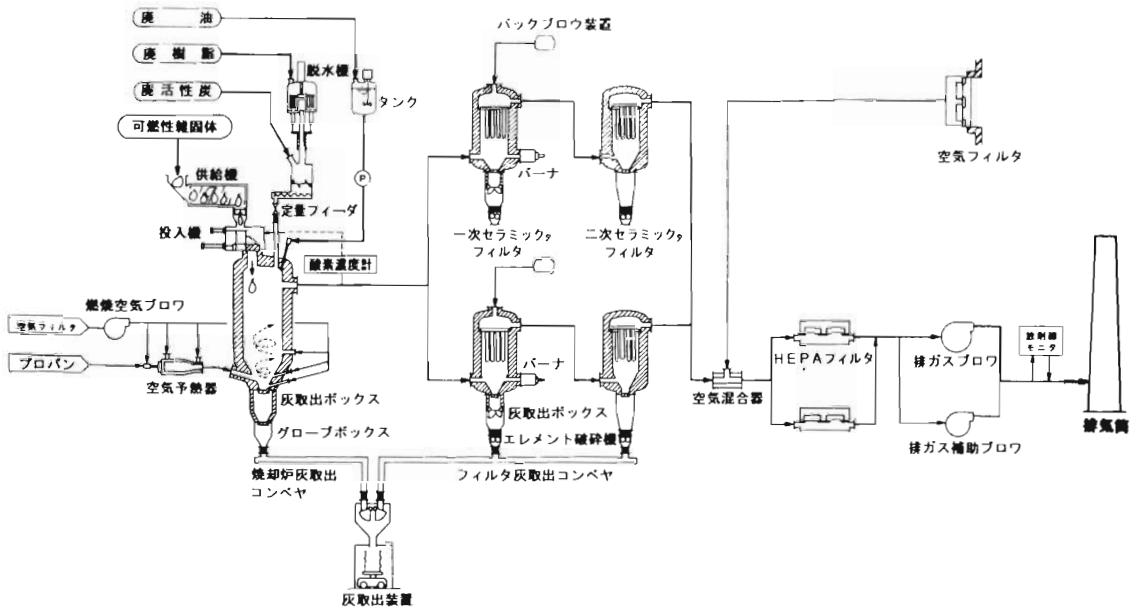 廃油
バックブロウ装置
廃樹脂
脱水機
廃活性炭
タンク
可燃性雑固体
空気フィルタ
供給機
バーナ
P
定量フィーダ
投入機
一次セラミック
フィルタ
二次セラミック
フィルタ
酸素濃度計
燃焼空気ブロワ
空気フィルタ
放射線
モニタ
プロパン
バーナ
HEPAフィルタ
排ガスブロワ
空気予熱器
灰取出ボックス
灰取出ボックス
空気混合器
グローブボックス
エレメント破砕機
排ガス補助ブロワ
排気筒
焼却炉灰取出
コンベヤ
フィルタ灰取出コンベヤ
灰取出装置